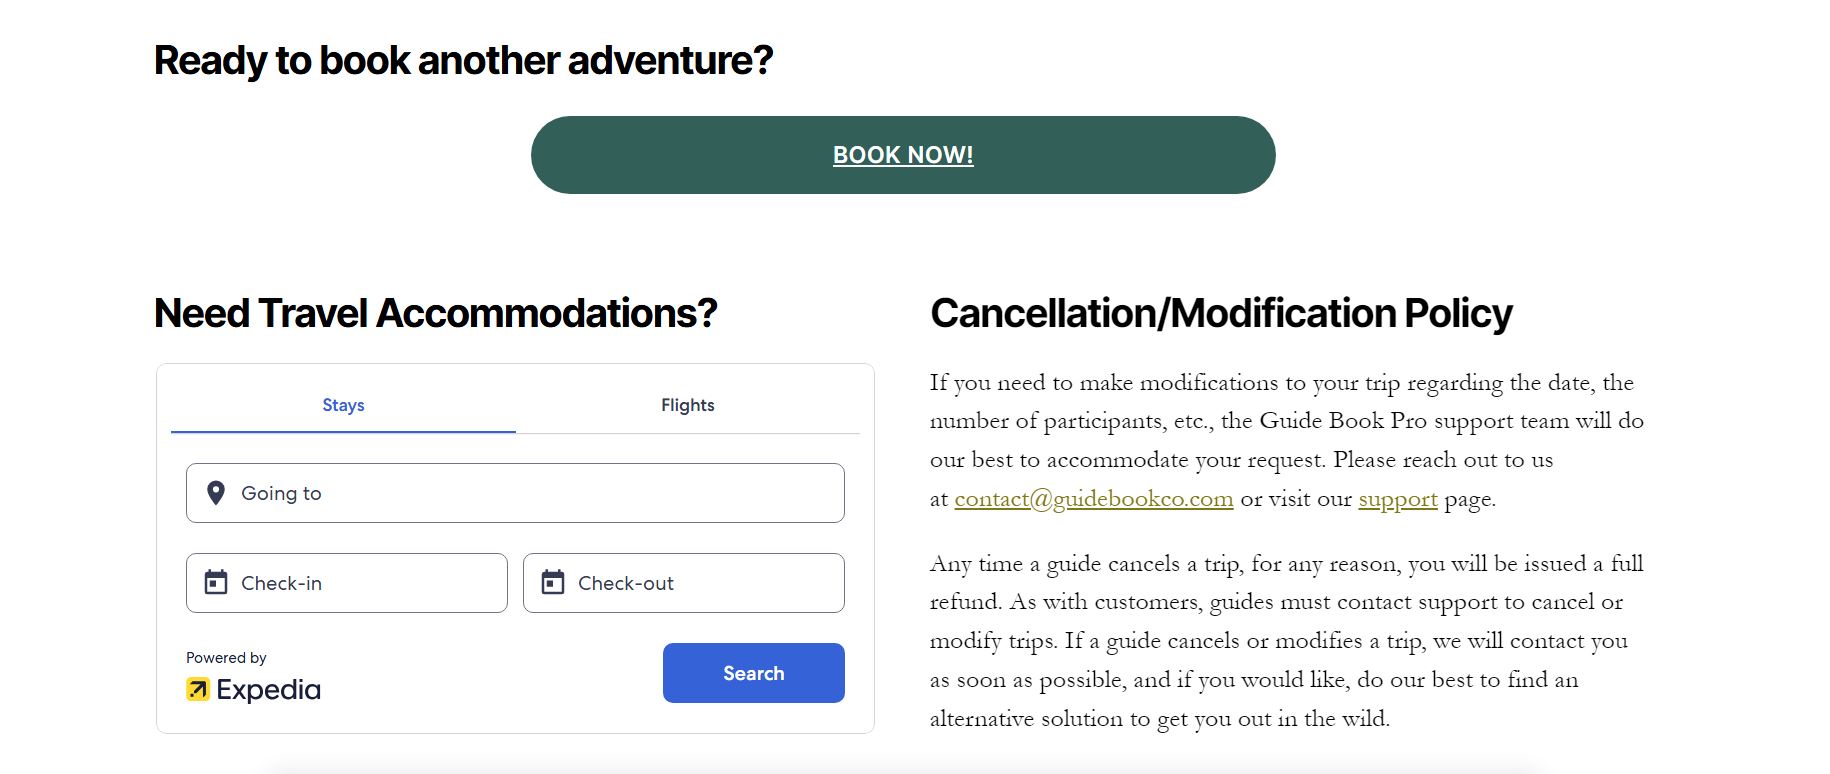 Ready to book another adventure?
BOOK NOW!
Need Travel Accommodations?
Stays
Flights
Going to
Check-in
Check-out
Powered by
Expedia
Search
Cancellation/Modification Policy
If you need to make modifications to your trip regarding the date, the
number of participants, etc., the Guide Book Pro support team will do
our best to accommodate your request. Please reach out to us
at contact@guidebookco.com or visit our support page.
Any time a guide cancels a trip, for any reason, you will be issued a full
refund. As with customers, guides must contact support to cancel or
modify trips. If a guide cancels or modifies a trip, we will contact you
as soon as possible, and if you would like, do our best to find an
alternative solution to get you out in the wild.